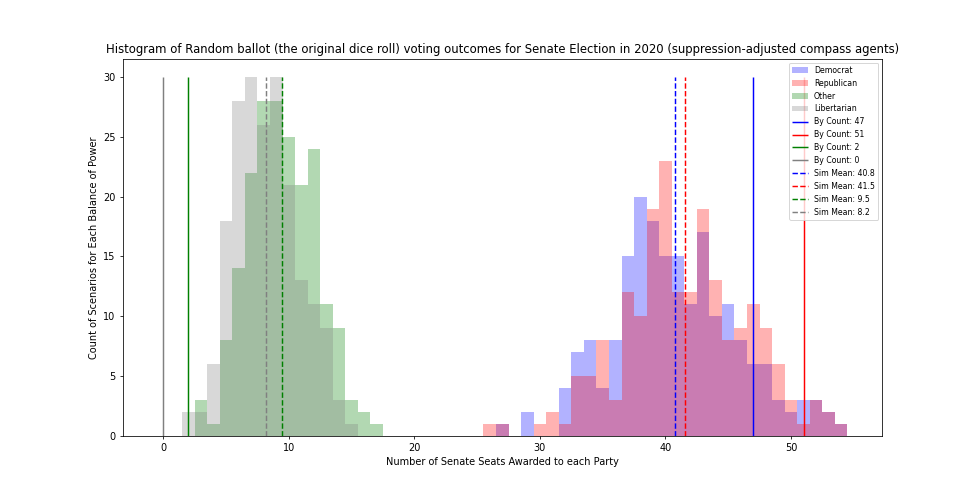 Histogram of Random ballot (the original dice roll) voting outcomes for Senate Election in 2020 (suppression-adjusted compass agents)
Democrat
Republican
Other
Libertarian
By Count: 47
By Count: 51
By Count: 2
By Count: 0
Sim Mean: 40.8
Sim Mean: 41.5
Sim Mean: 9.5
Sim Mean: 8.2
Count of Scenarios for Each Balance of Power
30
25
20
15
10
5
0
0 10 20 30 40 50
Number of Senate Seats Awarded to each Party